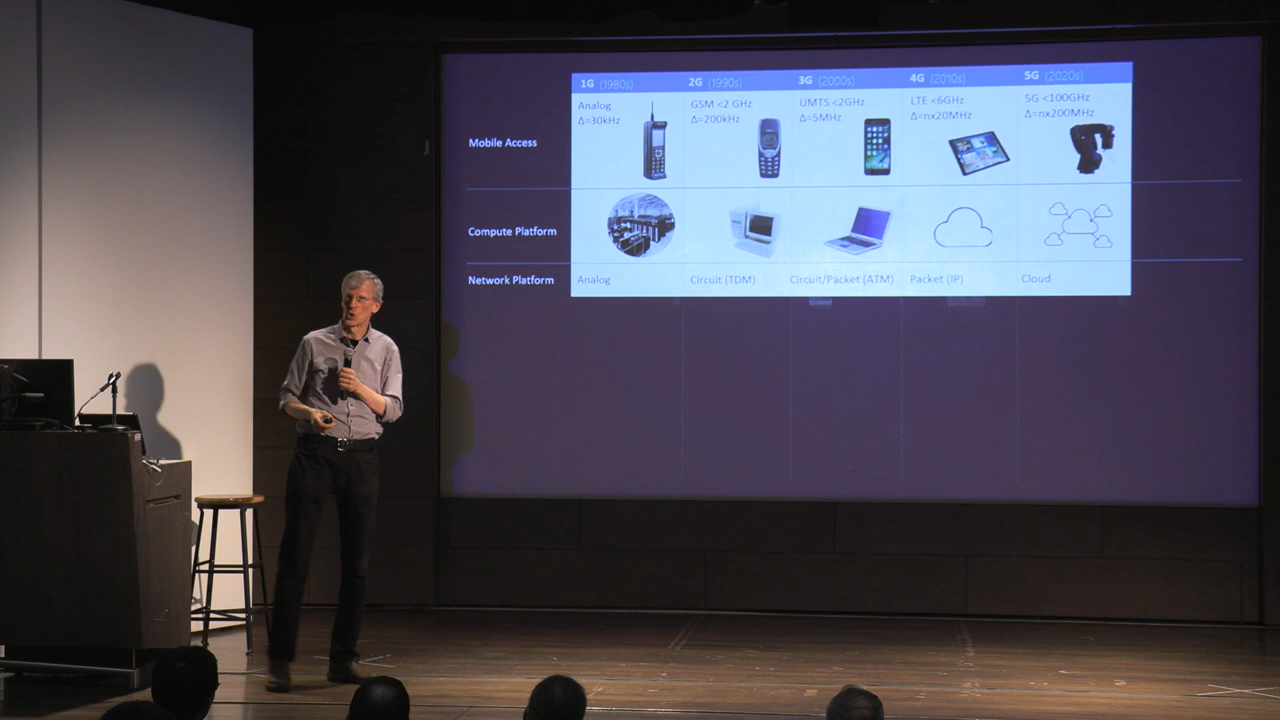 1G (1980s) 2G (1990s) 3G (2000s) 4G (2010s) 5G (2020s)
Analog GSM <2 GHz UMTS <2GHz LTE <6GHz 5G <100GHz
Δ=30kHz Δ=200kHz Δ=5MHz Δ=nx20MHz Δ=nx200MHz
Mobile Access
Compute Platform
Network Platform Analog Circuit (TDM) Circuit/Packet (ATM) Packet (IP) Cloud